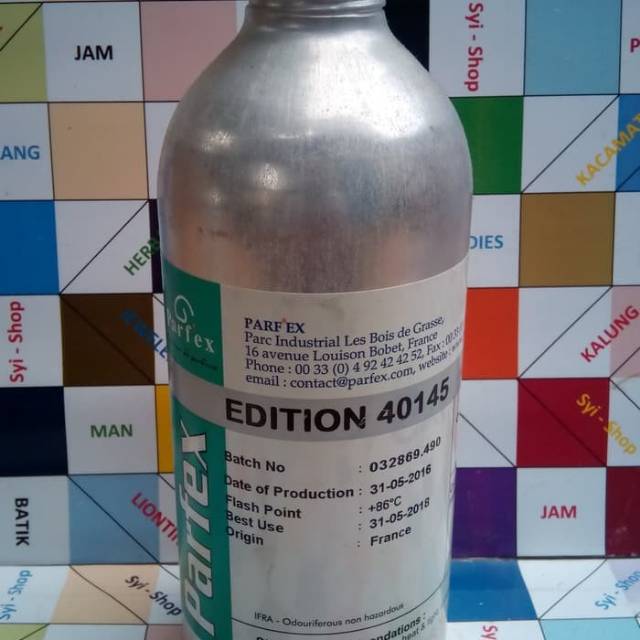 JAM
Syi - Shop
ANG
KACAMAT
HERB
DIES
Syi - Shop
Parfex
PARFEX
Parc Industrial Les Bois de Grasse,
16 avenue Louison Bobet, France
Phone : 00 33 (0) 4 92 42 42 52, Fax : 00 33
email : contact@parfex.com, website :
KALUNG
EDITION 40145
MAN
Syi - Shop
Parfex
Batch No : 032869.490
Date of Production : 31-05-2016
Flash Point : +86°C
Best Use : 31-05-2018
Origin : France
BATIK
LIONTIN
JAM
Syi - Shop
Syi - Shop
IFRA - Odouriferous non hazardous
heat &
Syi - Shop